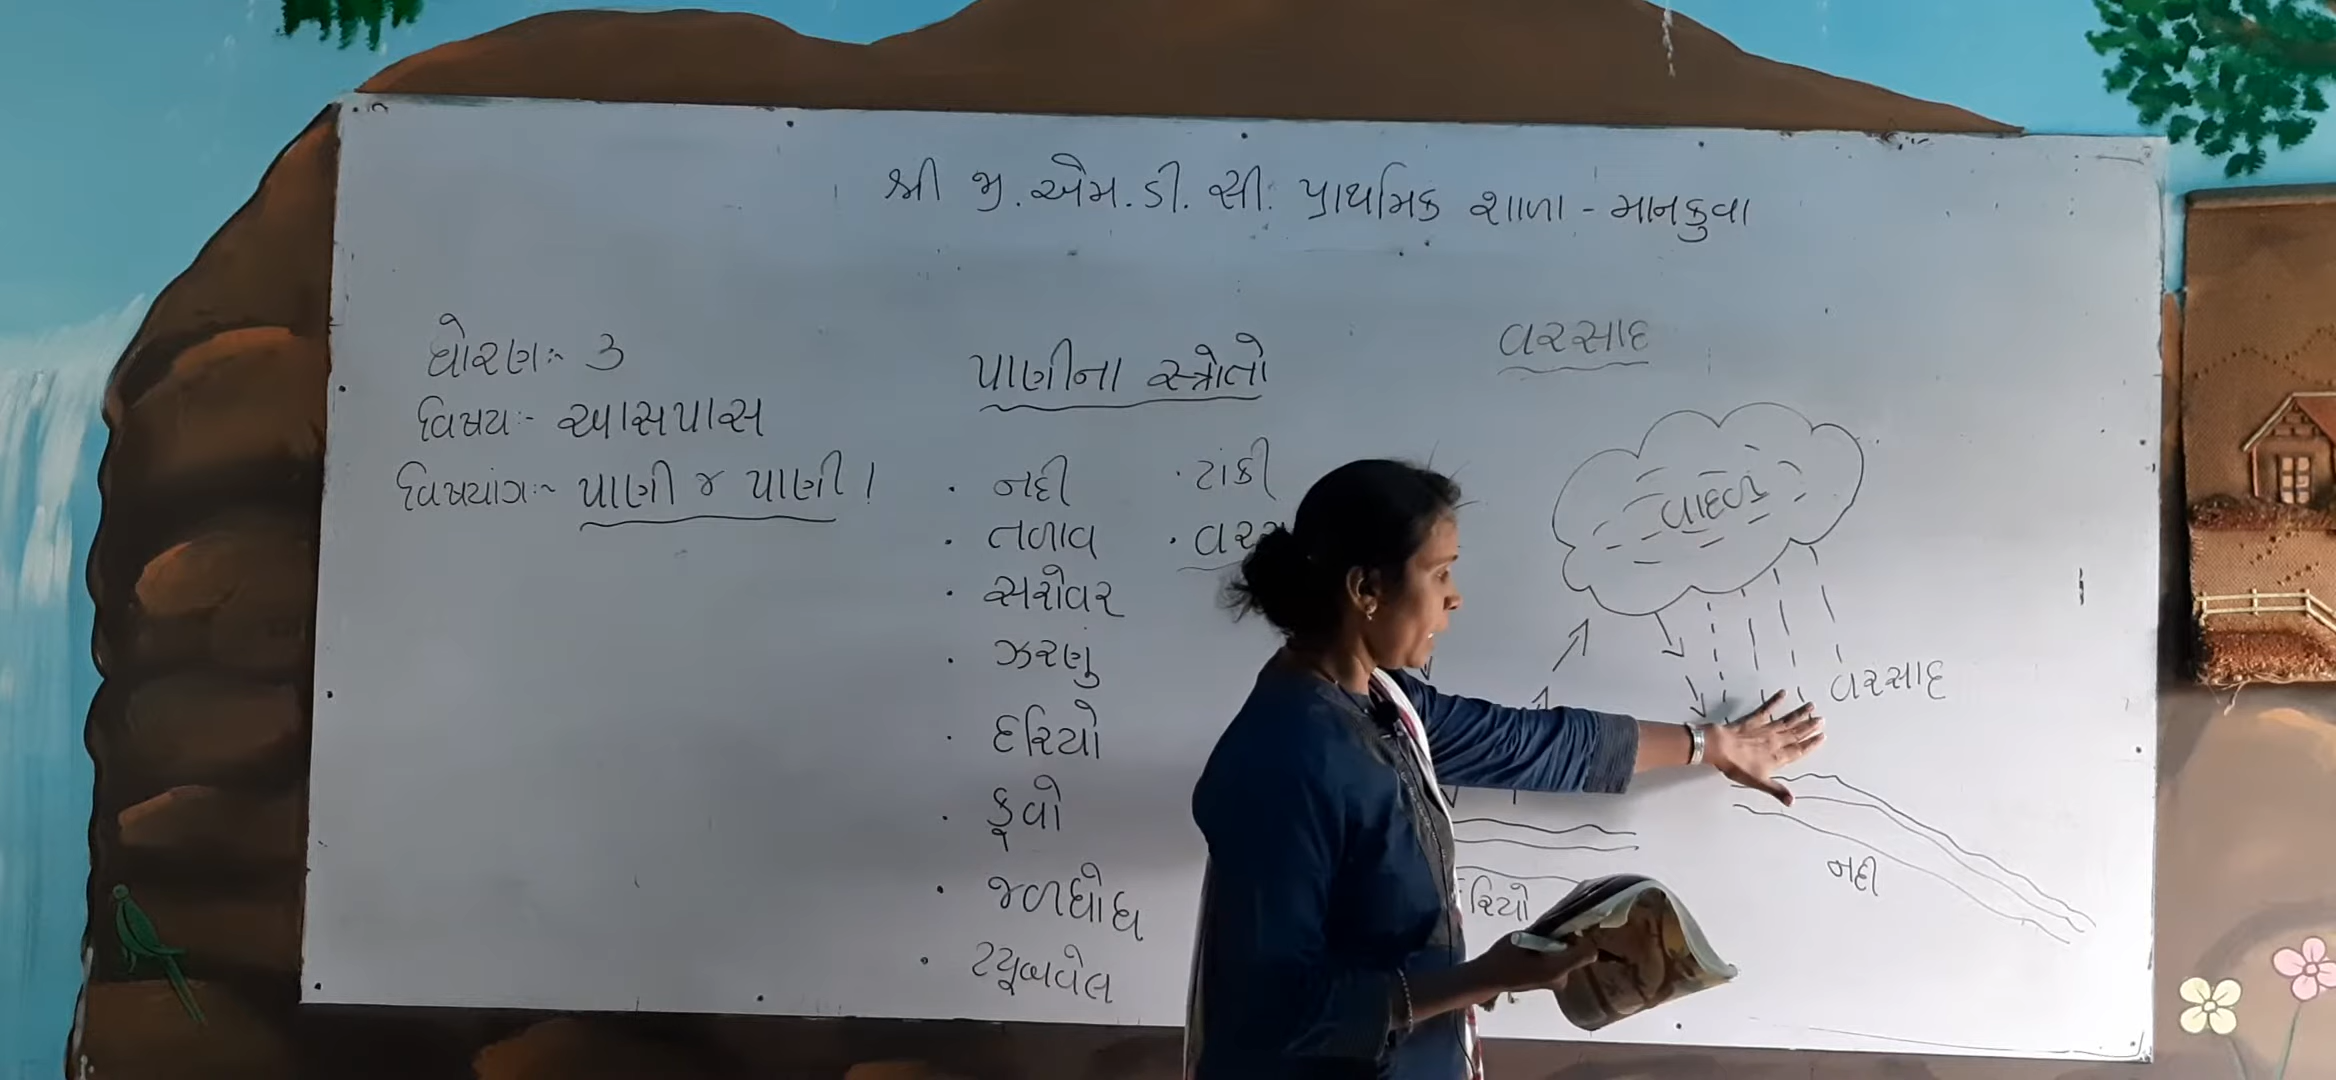 શ્રી જી.એમ.ડી.સી. પ્રાથમિક શાળા - માનકુવા
ધોરણ:- 3
વિષય:- આસપાસ
વિષયાંગ:- પાણી જ પાણી !
પાણીના સ્ત્રોતો
• નદી
• તળાવ
• સરોવર
• ઝરણું
• દરિયો
• કૂવો
• જળધોધ
• ટ્યૂબવેલ
• ટાંકી
વરસાદ
વાદળ
વરસાદ
નદી